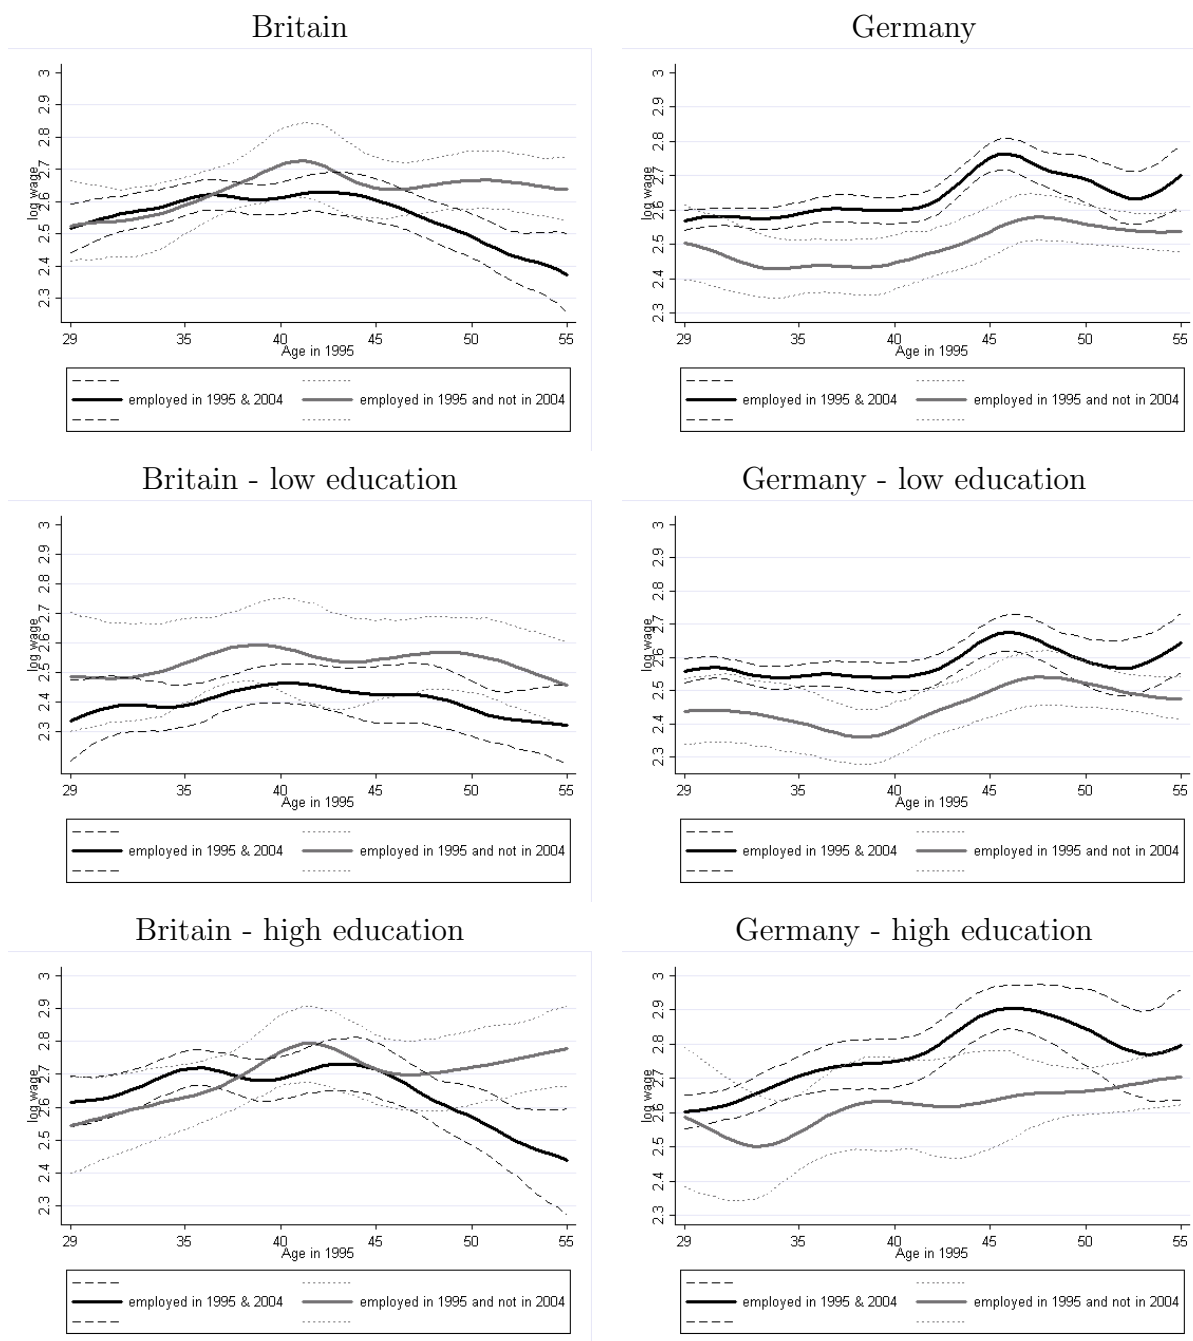 Britain
Germany
3
2.9
2.8
2.7
2.6
2.5
2.4
2.3
log wage
29 35 40 45 50 55
Age in 1995
employed in 1995 & 2004 employed in 1995 and not in 2004
3
2.9
2.8
2.7
2.6
2.5
2.4
2.3
log wage
29 35 40 45 50 55
Age in 1995
employed in 1995 & 2004 employed in 1995 and not in 2004
Britain - low education
Germany - low education
3
2.9
2.8
2.7
2.6
2.5
2.4
2.3
log wage
29 35 40 45 50 55
Age in 1995
employed in 1995 & 2004 employed in 1995 and not in 2004
3
2.9
2.8
2.7
2.6
2.5
2.4
2.3
log wage
29 35 40 45 50 55
Age in 1995
employed in 1995 & 2004 employed in 1995 and not in 2004
Britain - high education
Germany - high education
3
2.9
2.8
2.7
2.6
2.5
2.4
2.3
log wage
29 35 40 45 50 55
Age in 1995
employed in 1995 & 2004 employed in 1995 and not in 2004
3
2.9
2.8
2.7
2.6
2.5
2.4
2.3
log wage
29 35 40 45 50 55
Age in 1995
employed in 1995 & 2004 employed in 1995 and not in 2004